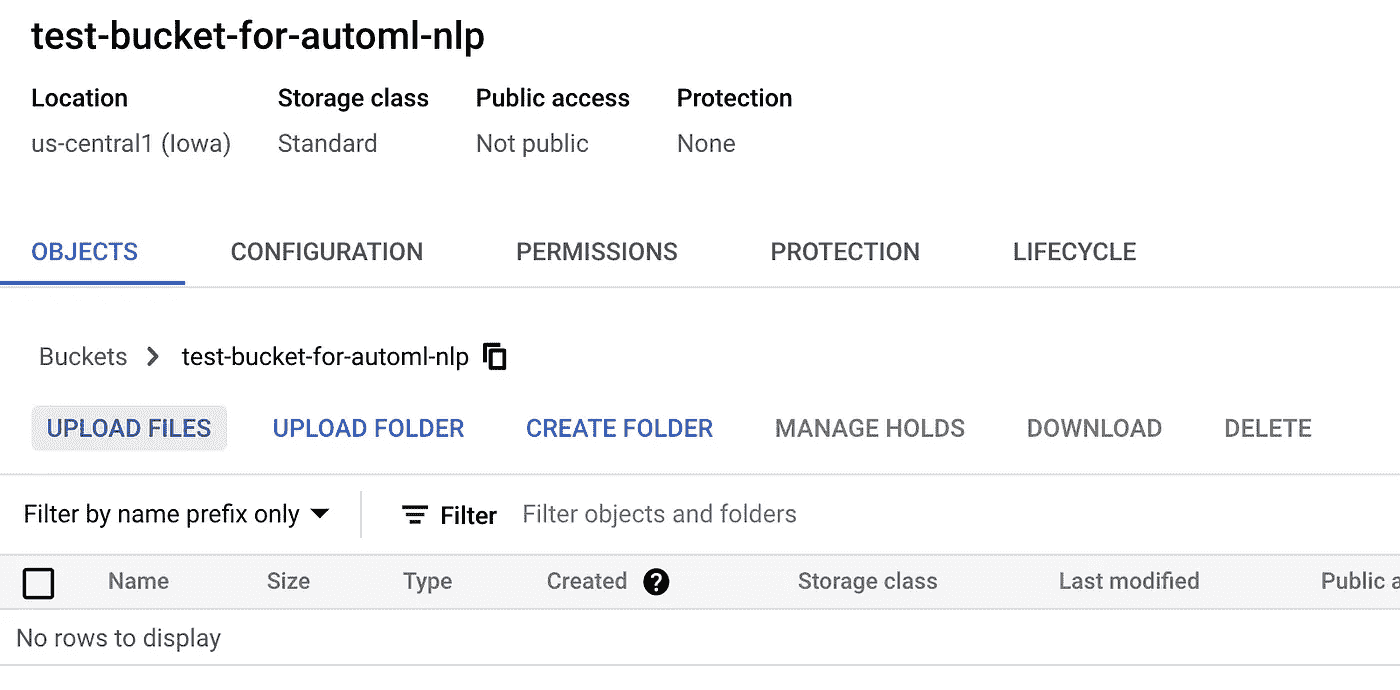 test-bucket-for-automl-nlp
Location Storage class Public access Protection
us-central1 (Iowa) Standard Not public None
OBJECTS CONFIGURATION PERMISSIONS PROTECTION LIFECYCLE
Buckets > test-bucket-for-automl-nlp
UPLOAD FILES UPLOAD FOLDER CREATE FOLDER MANAGE HOLDS DOWNLOAD DELETE
Filter by name prefix only Filter Filter objects and folders
Name Size Type Created ? Storage class Last modified Public a
No rows to display